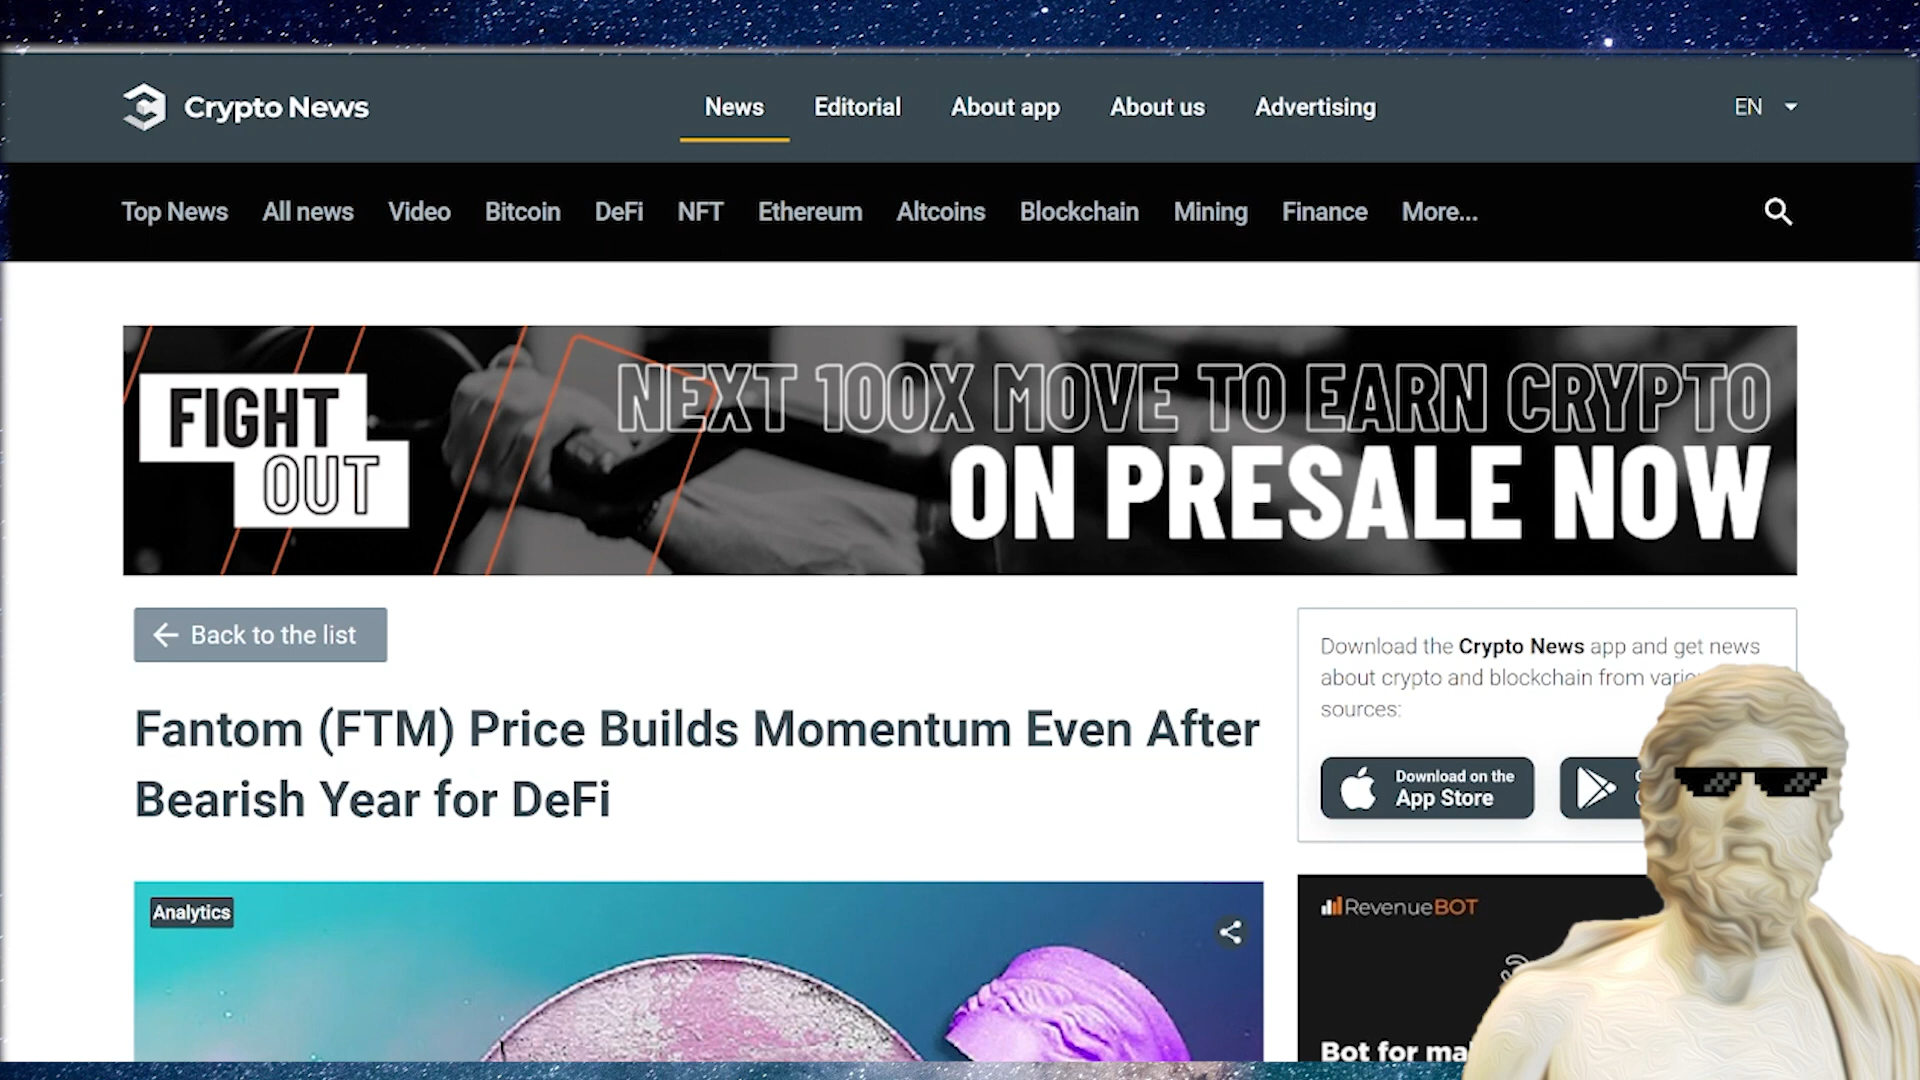 Crypto News
News Editorial About app About us Advertising
EN
Top News All news Video Bitcoin DeFi NFT Ethereum Altcoins Blockchain Mining Finance More...
FIGHT
OUT
NEXT 100X MOVE TO EARN CRYPTO
ON PRESALE NOW
Back to the list
Fantom (FTM) Price Builds Momentum Even After
Bearish Year for DeFi
Analytics
Download the Crypto News app and get news
about crypto and blockchain from
sources:
Download on the
App Store
RevenueBOT
Bot for